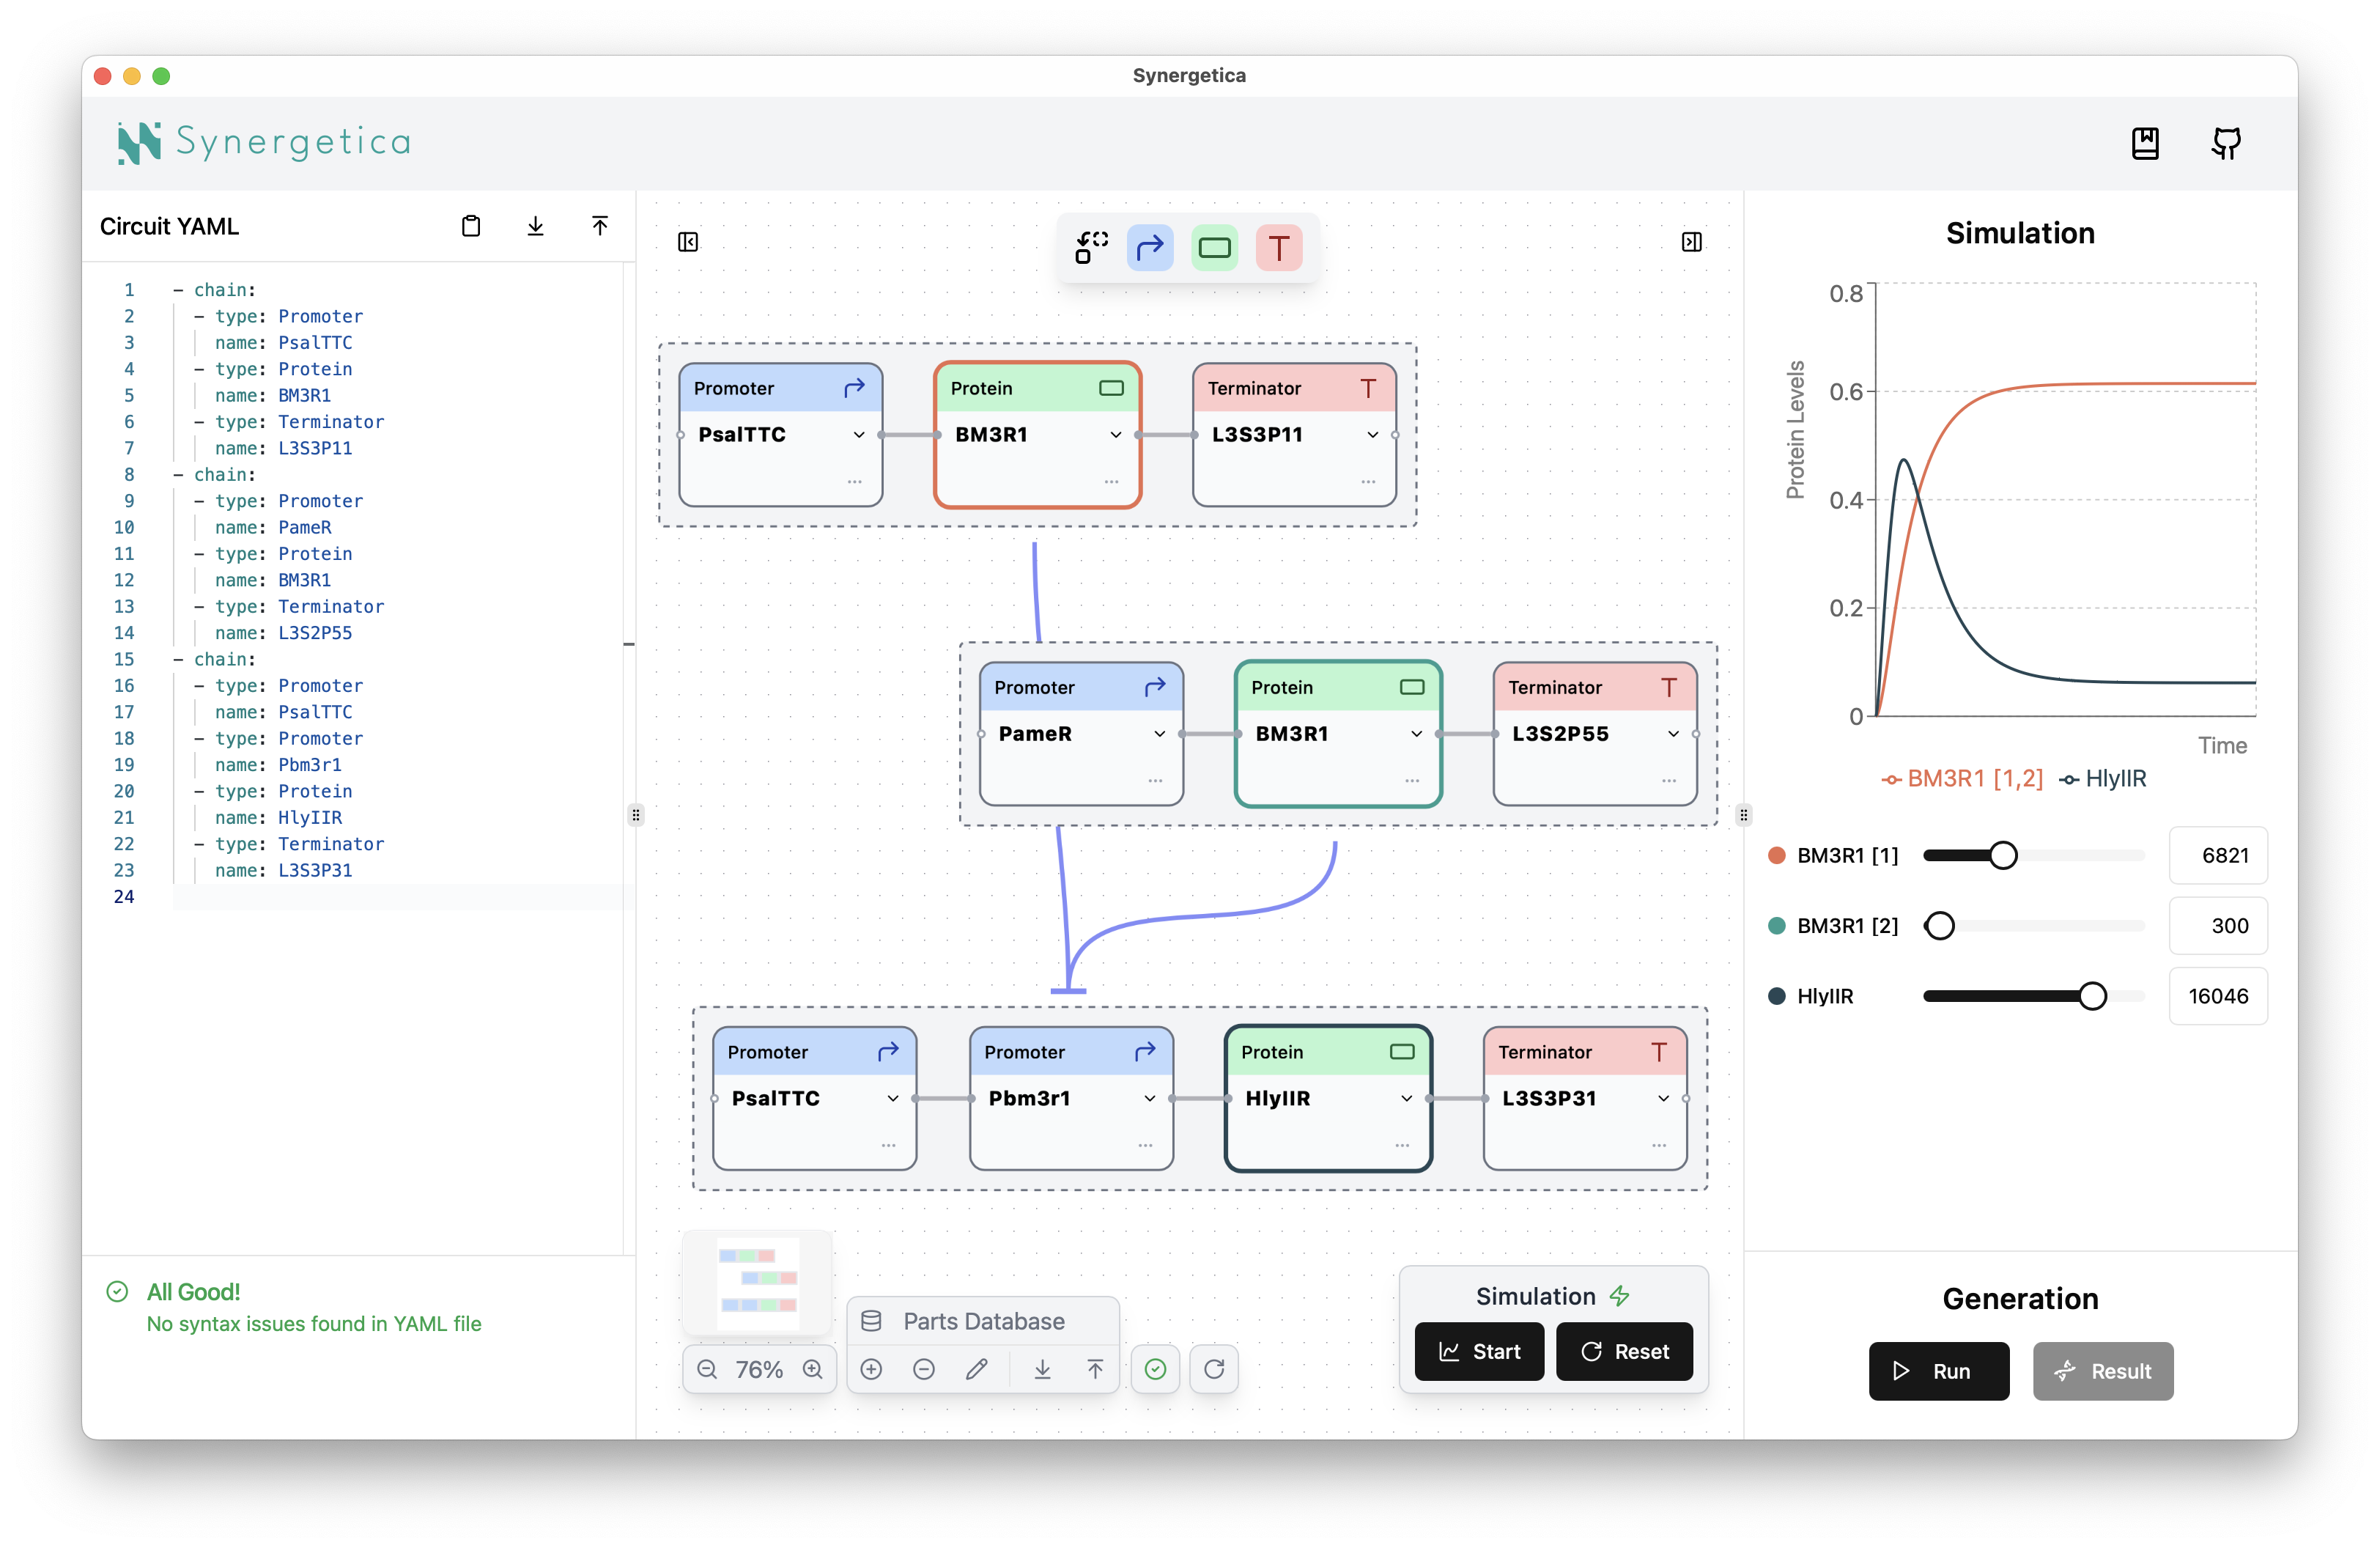 Synergetica
Synergetica
Circuit YAML
1 - chain:
2 - type: Promoter
3 name: PsalTTC
4 - type: Protein
5 name: BM3R1
6 - type: Terminator
7 name: L3S3P11
8 - chain:
9 - type: Promoter
10 name: PameR
11 - type: Protein
12 name: BM3R1
13 - type: Terminator
14 name: L3S2P55
15 - chain:
16 - type: Promoter
17 name: PsalTTC
18 - type: Promoter
19 name: Pbm3r1
20 - type: Protein
21 name: HlyIIR
22 - type: Terminator
23 name: L3S3P31
24
All Good!
No syntax issues found in YAML file
Promoter
PsalTTC
...
Protein
BM3R1
...
Terminator
L3S3P11
...
Promoter
PameR
...
Protein
BM3R1
...
Terminator
L3S2P55
...
Promoter
PsalTTC
...
Promoter
Pbm3r1
...
Protein
HlyIIR
...
Terminator
L3S3P31
...
76%
Parts Database
Simulation
Start
Reset
Simulation
Protein Levels
0.8
0.6
0.4
0.2
0
Time
BM3R1 [1,2] HlyIIR
BM3R1 [1] 6821
BM3R1 [2] 300
HlyIIR 16046
Generation
Run
Result